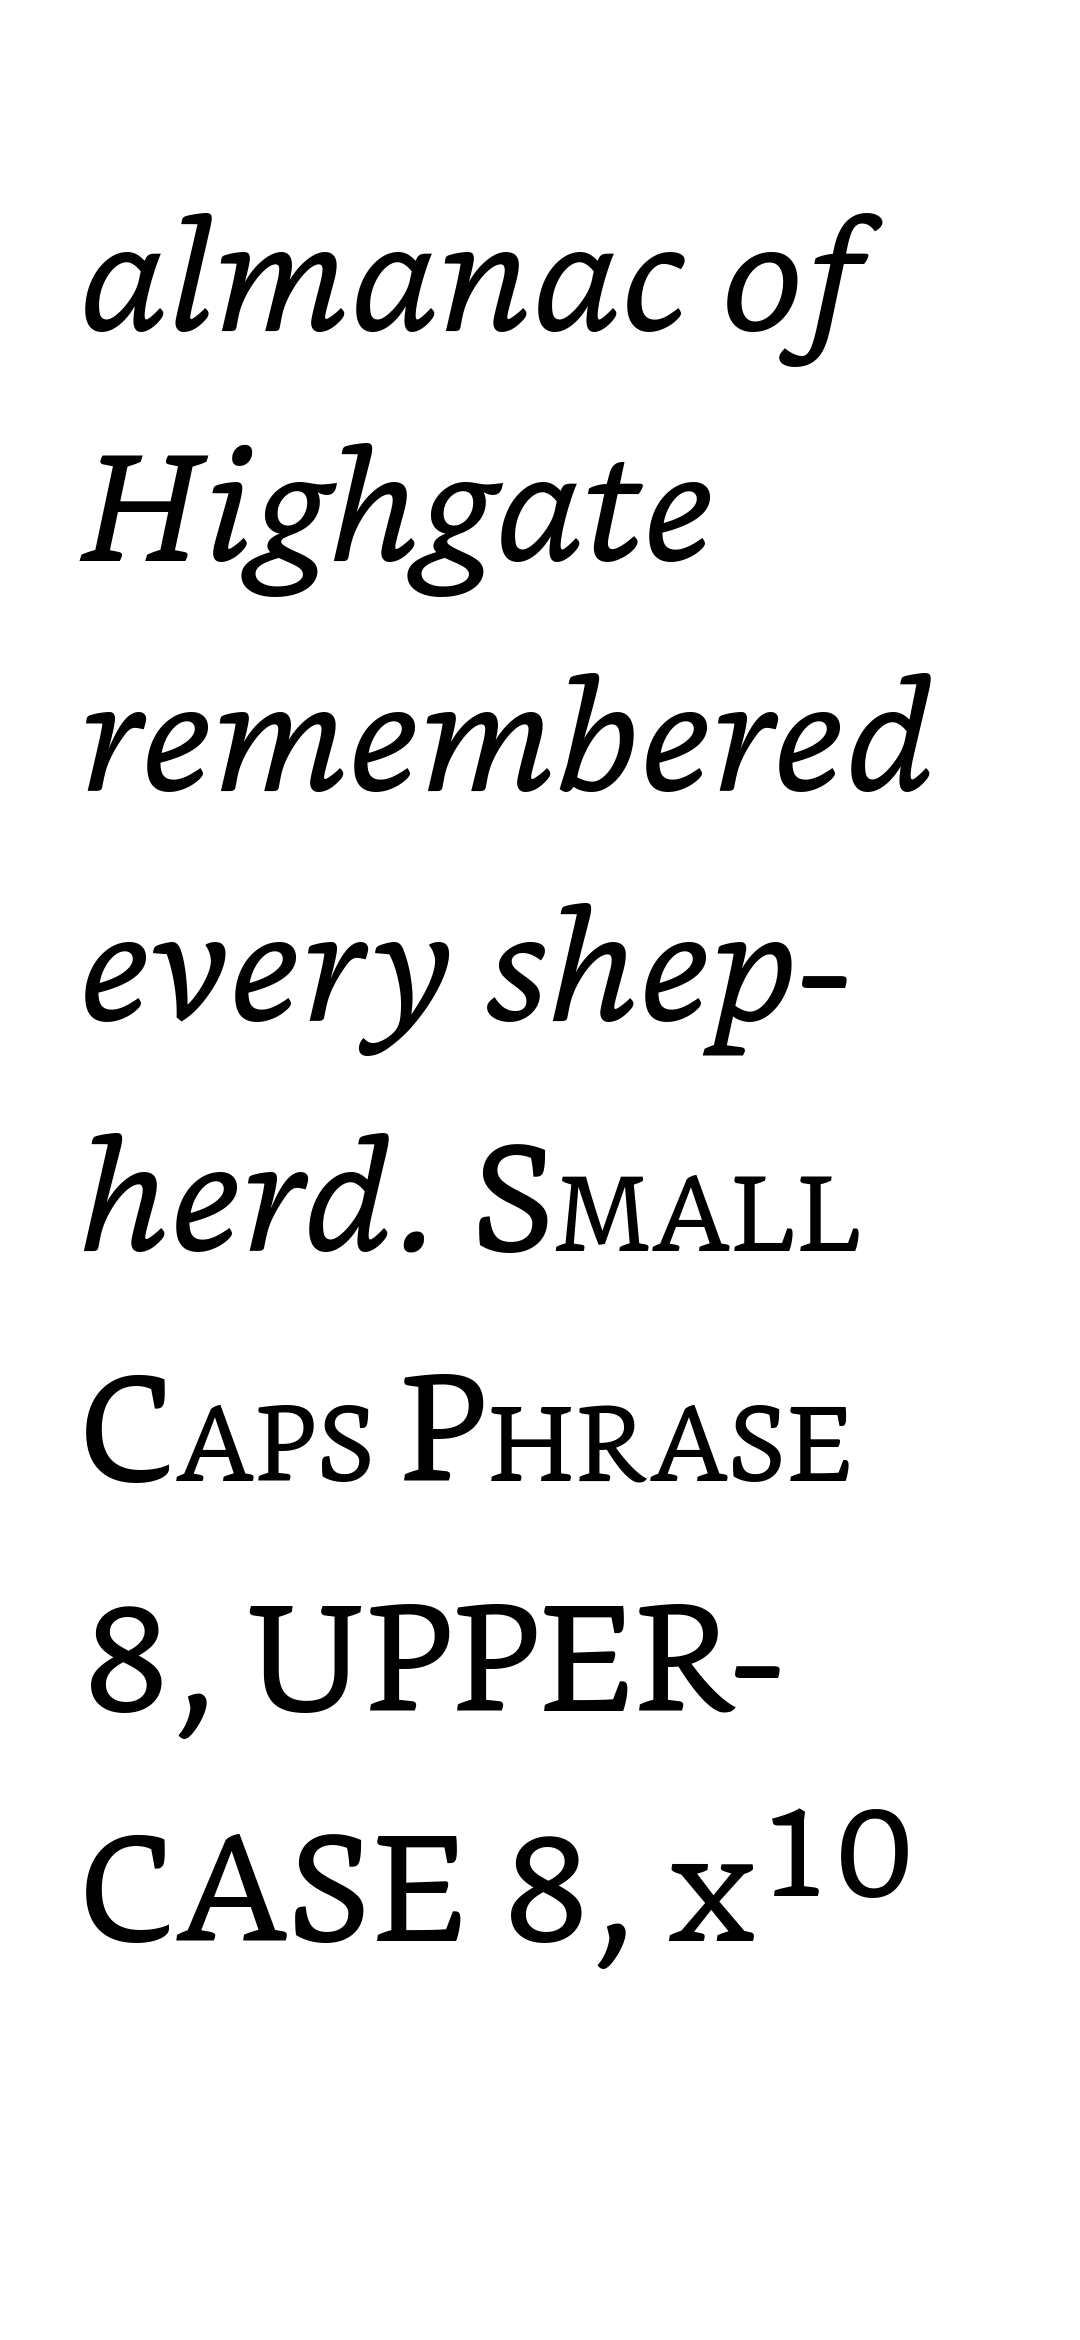 almanac of
Highgate
remembered
every shep-
herd. Small
Caps Phrase
8, UPPER-
CASE 8, x¹⁰